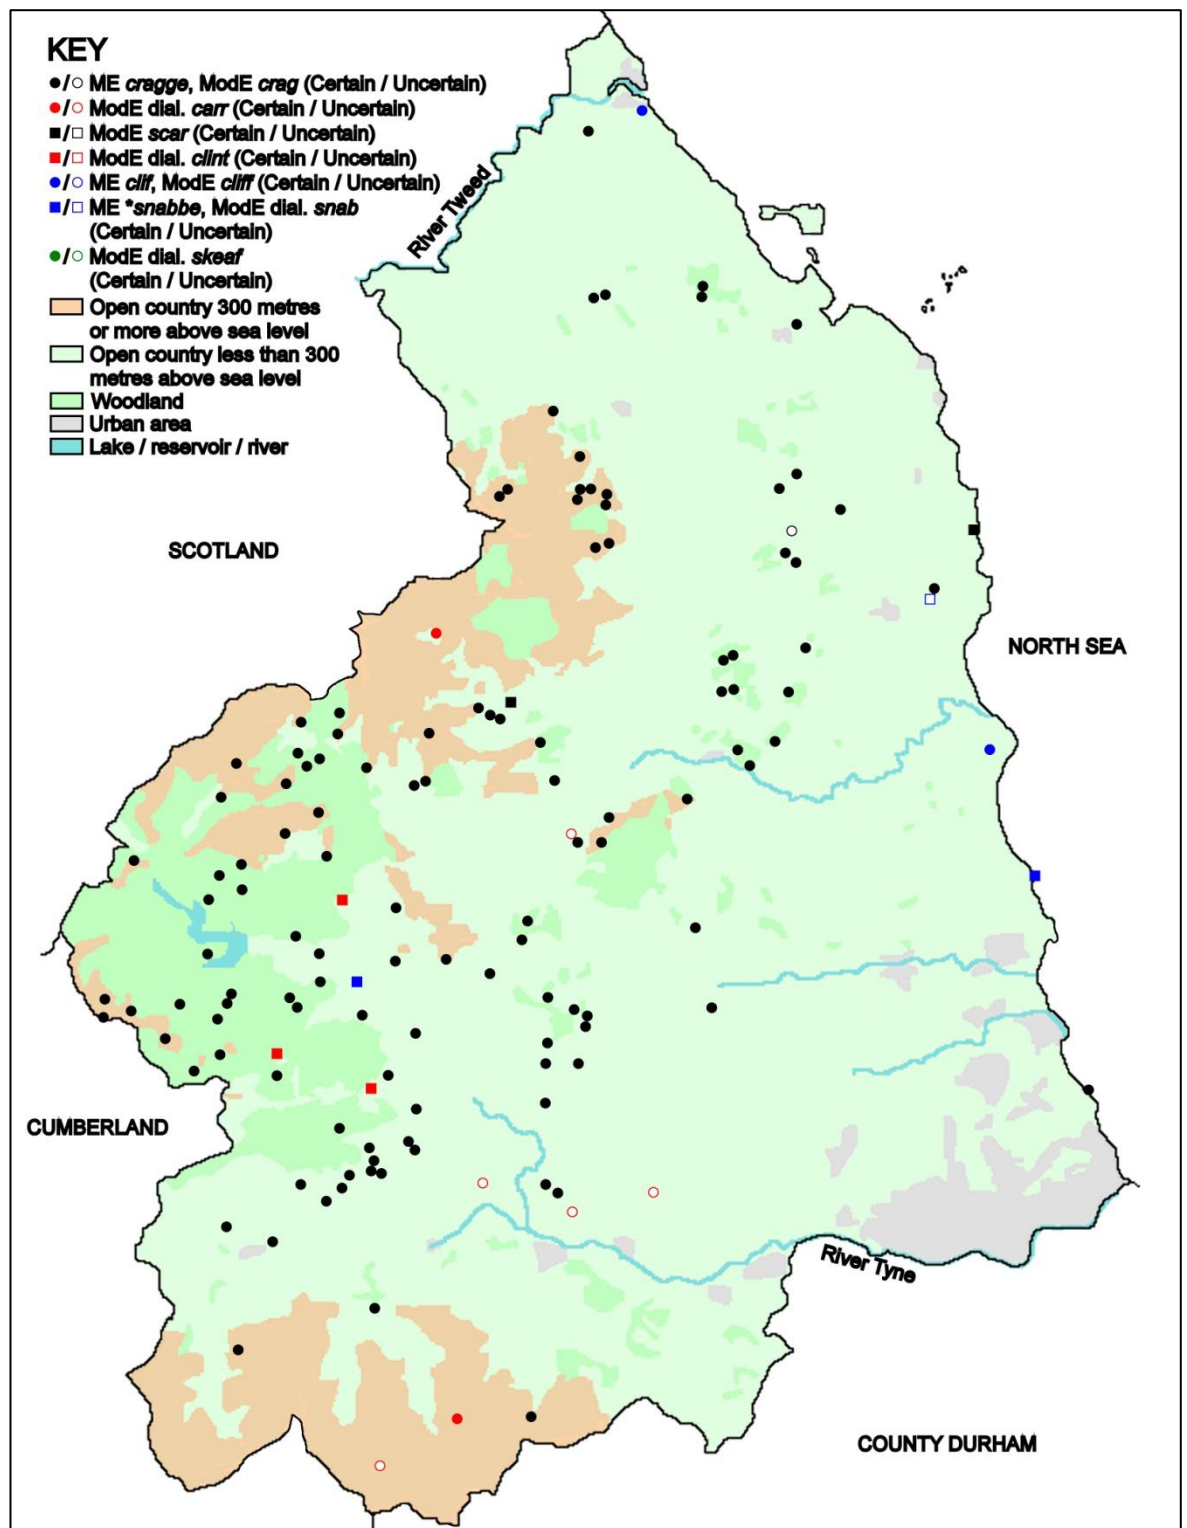 KEY
●/○ ME cragge, ModE crag (Certain / Uncertain)
●/○ ModE dial. carr (Certain / Uncertain)
■/□ ModE scar (Certain / Uncertain)
■/□ ModE dial. clint (Certain / Uncertain)
●/○ ME clif, ModE cliff (Certain / Uncertain)
■/□ ME *snabbe, ModE dial. snab
(Certain / Uncertain)
●/○ ModE dial. skeaf
(Certain / Uncertain)
Open country 300 metres
or more above sea level
Open country less than 300
metres above sea level
Woodland
Urban area
Lake / reservoir / river
River Tweed
SCOTLAND
NORTH SEA
CUMBERLAND
River Tyne
COUNTY DURHAM